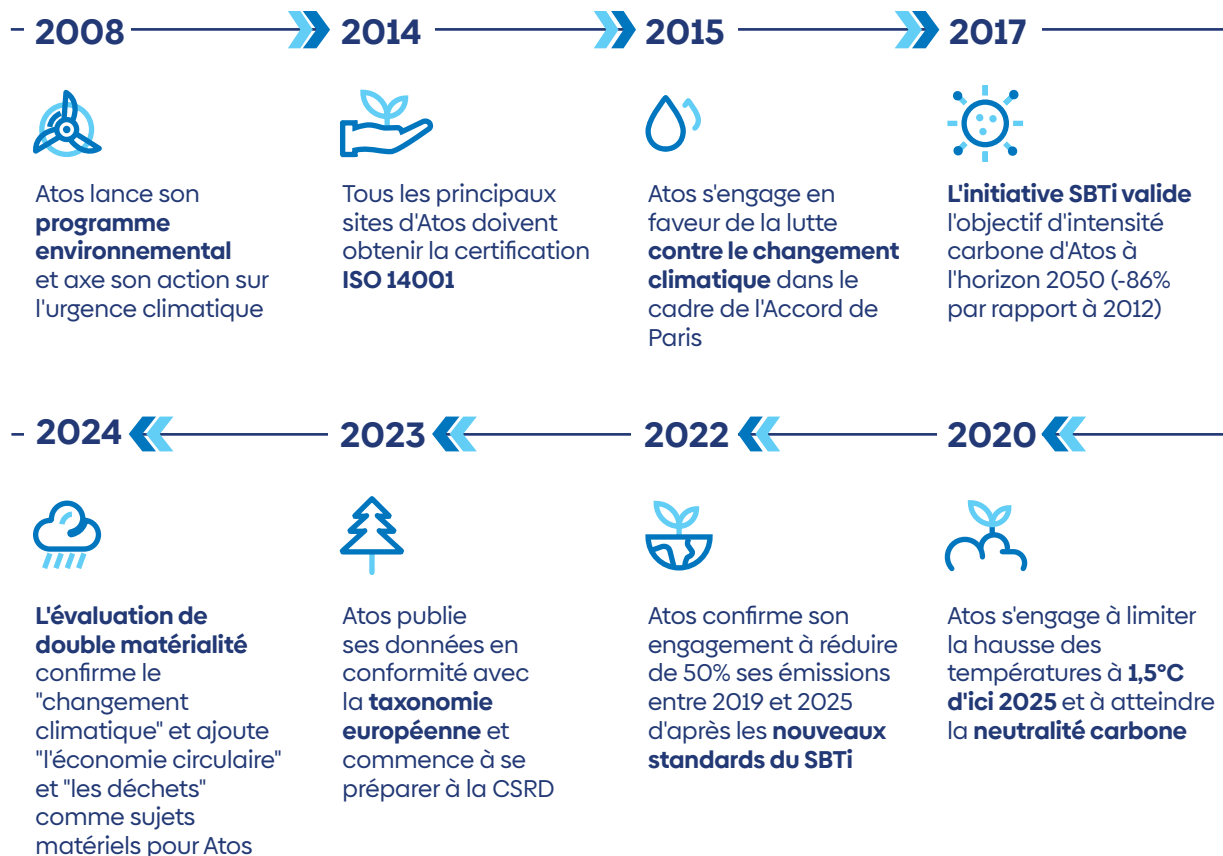 2008
Atos lance son
programme
environnemental
et axe son action sur
l'urgence climatique
2014
Tous les principaux
sites d'Atos doivent
obtenir la certification
ISO 14001
2015
Atos s'engage en
faveur de la lutte
contre le changement
climatique dans le
cadre de l'Accord de
Paris
2017
L'initiative SBTi valide
l'objectif d'intensité
carbone d'Atos à
l'horizon 2050 (-86%
par rapport à 2012)
2020
Atos s'engage à limiter
la hausse des
températures à 1,5°C
d'ici 2025 et à atteindre
la neutralité carbone
2022
Atos confirme son
engagement à réduire
de 50% ses émissions
entre 2019 et 2025
d'après les nouveaux
standards du SBTi
2023
Atos publie
ses données en
conformité avec
la taxonomie
européenne et
commence à se
préparer à la CSRD
2024
L'évaluation de
double matérialité
confirme le
"changement
climatique" et ajoute
"l'économie circulaire"
et "les déchets"
comme sujets
matériels pour Atos